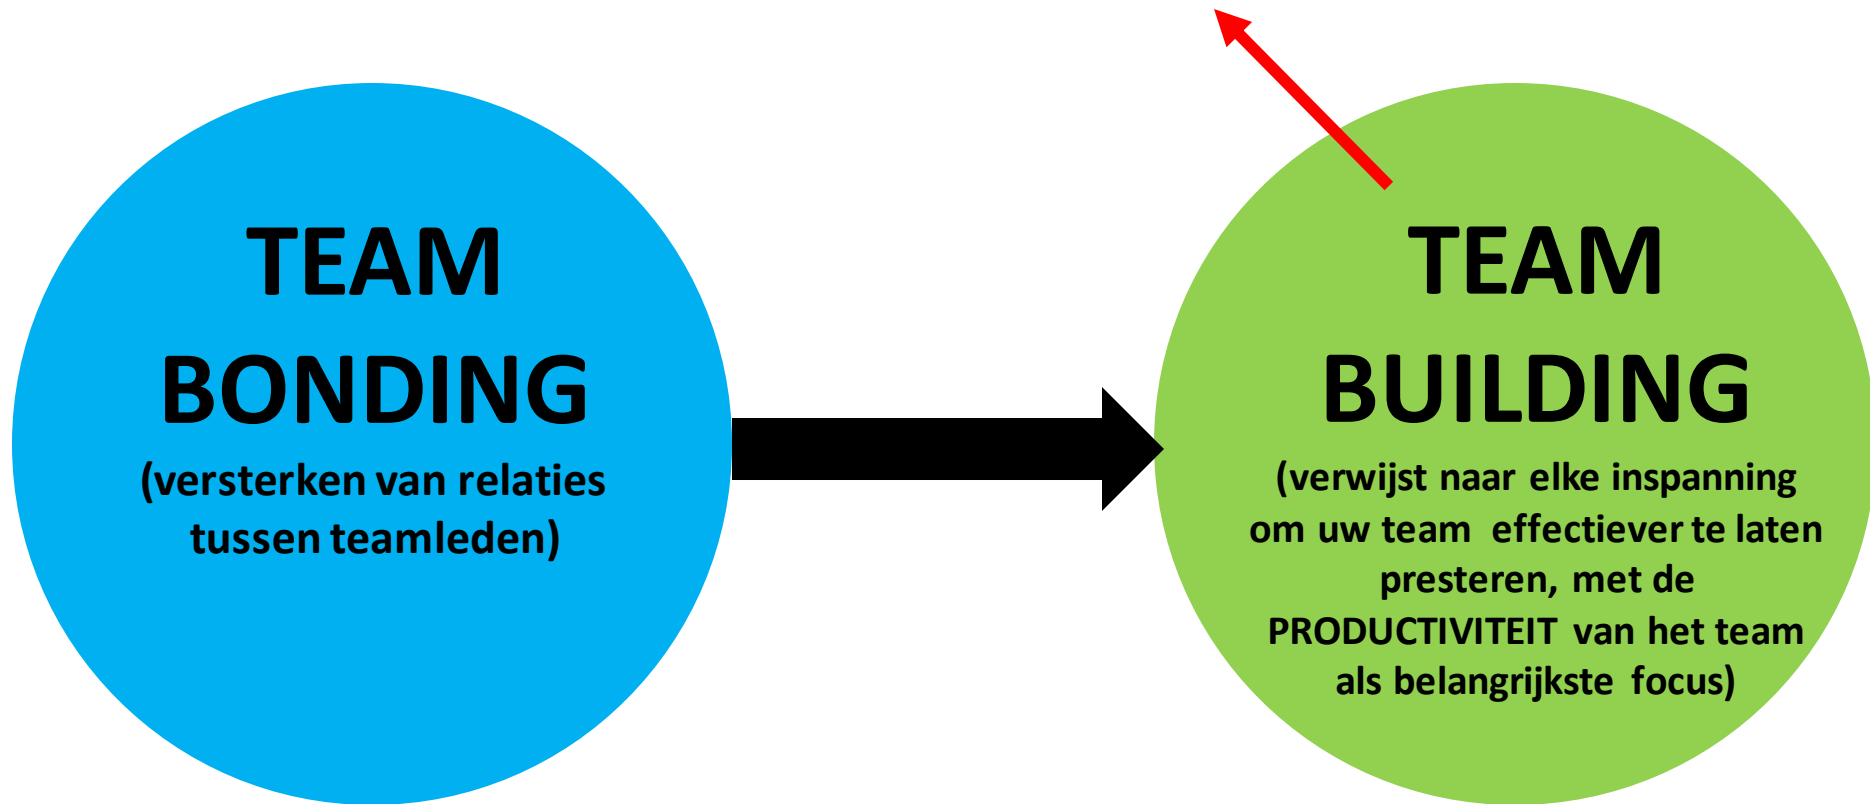 TEAM
BONDING
(versterken van relaties
tussen teamleden)
TEAM
BUILDING
(verwijst naar elke inspanning
om uw team effectiever te laten
presteren, met de
PRODUCTIVITEIT van het team
als belangrijkste focus)